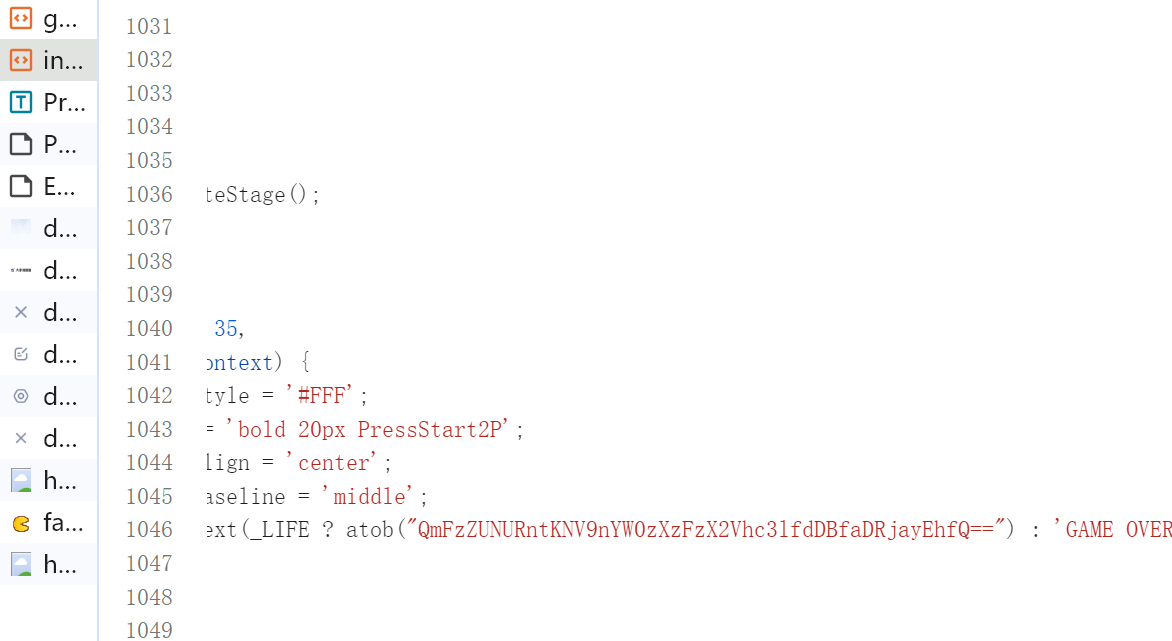 g...
in...
Pr...
P...
E...
d...
d...
d...
d...
d...
d...
h...
fa...
h...
1031
1032
1033
1034
1035
1036 teStage();
1037
1038
1039
1040 35,
1041 ontext) {
1042 tyle = '#FFF';
1043 = 'bold 20px PressStart2P';
1044 lign = 'center';
1045 aseline = 'middle';
1046 ext(_LIFE ? atob("QmFzZUNURntKNV9nYW0zXzFzX2Vhc3lfdDBfaDRjayEhfQ==") : 'GAME OVER
1047
1048
1049